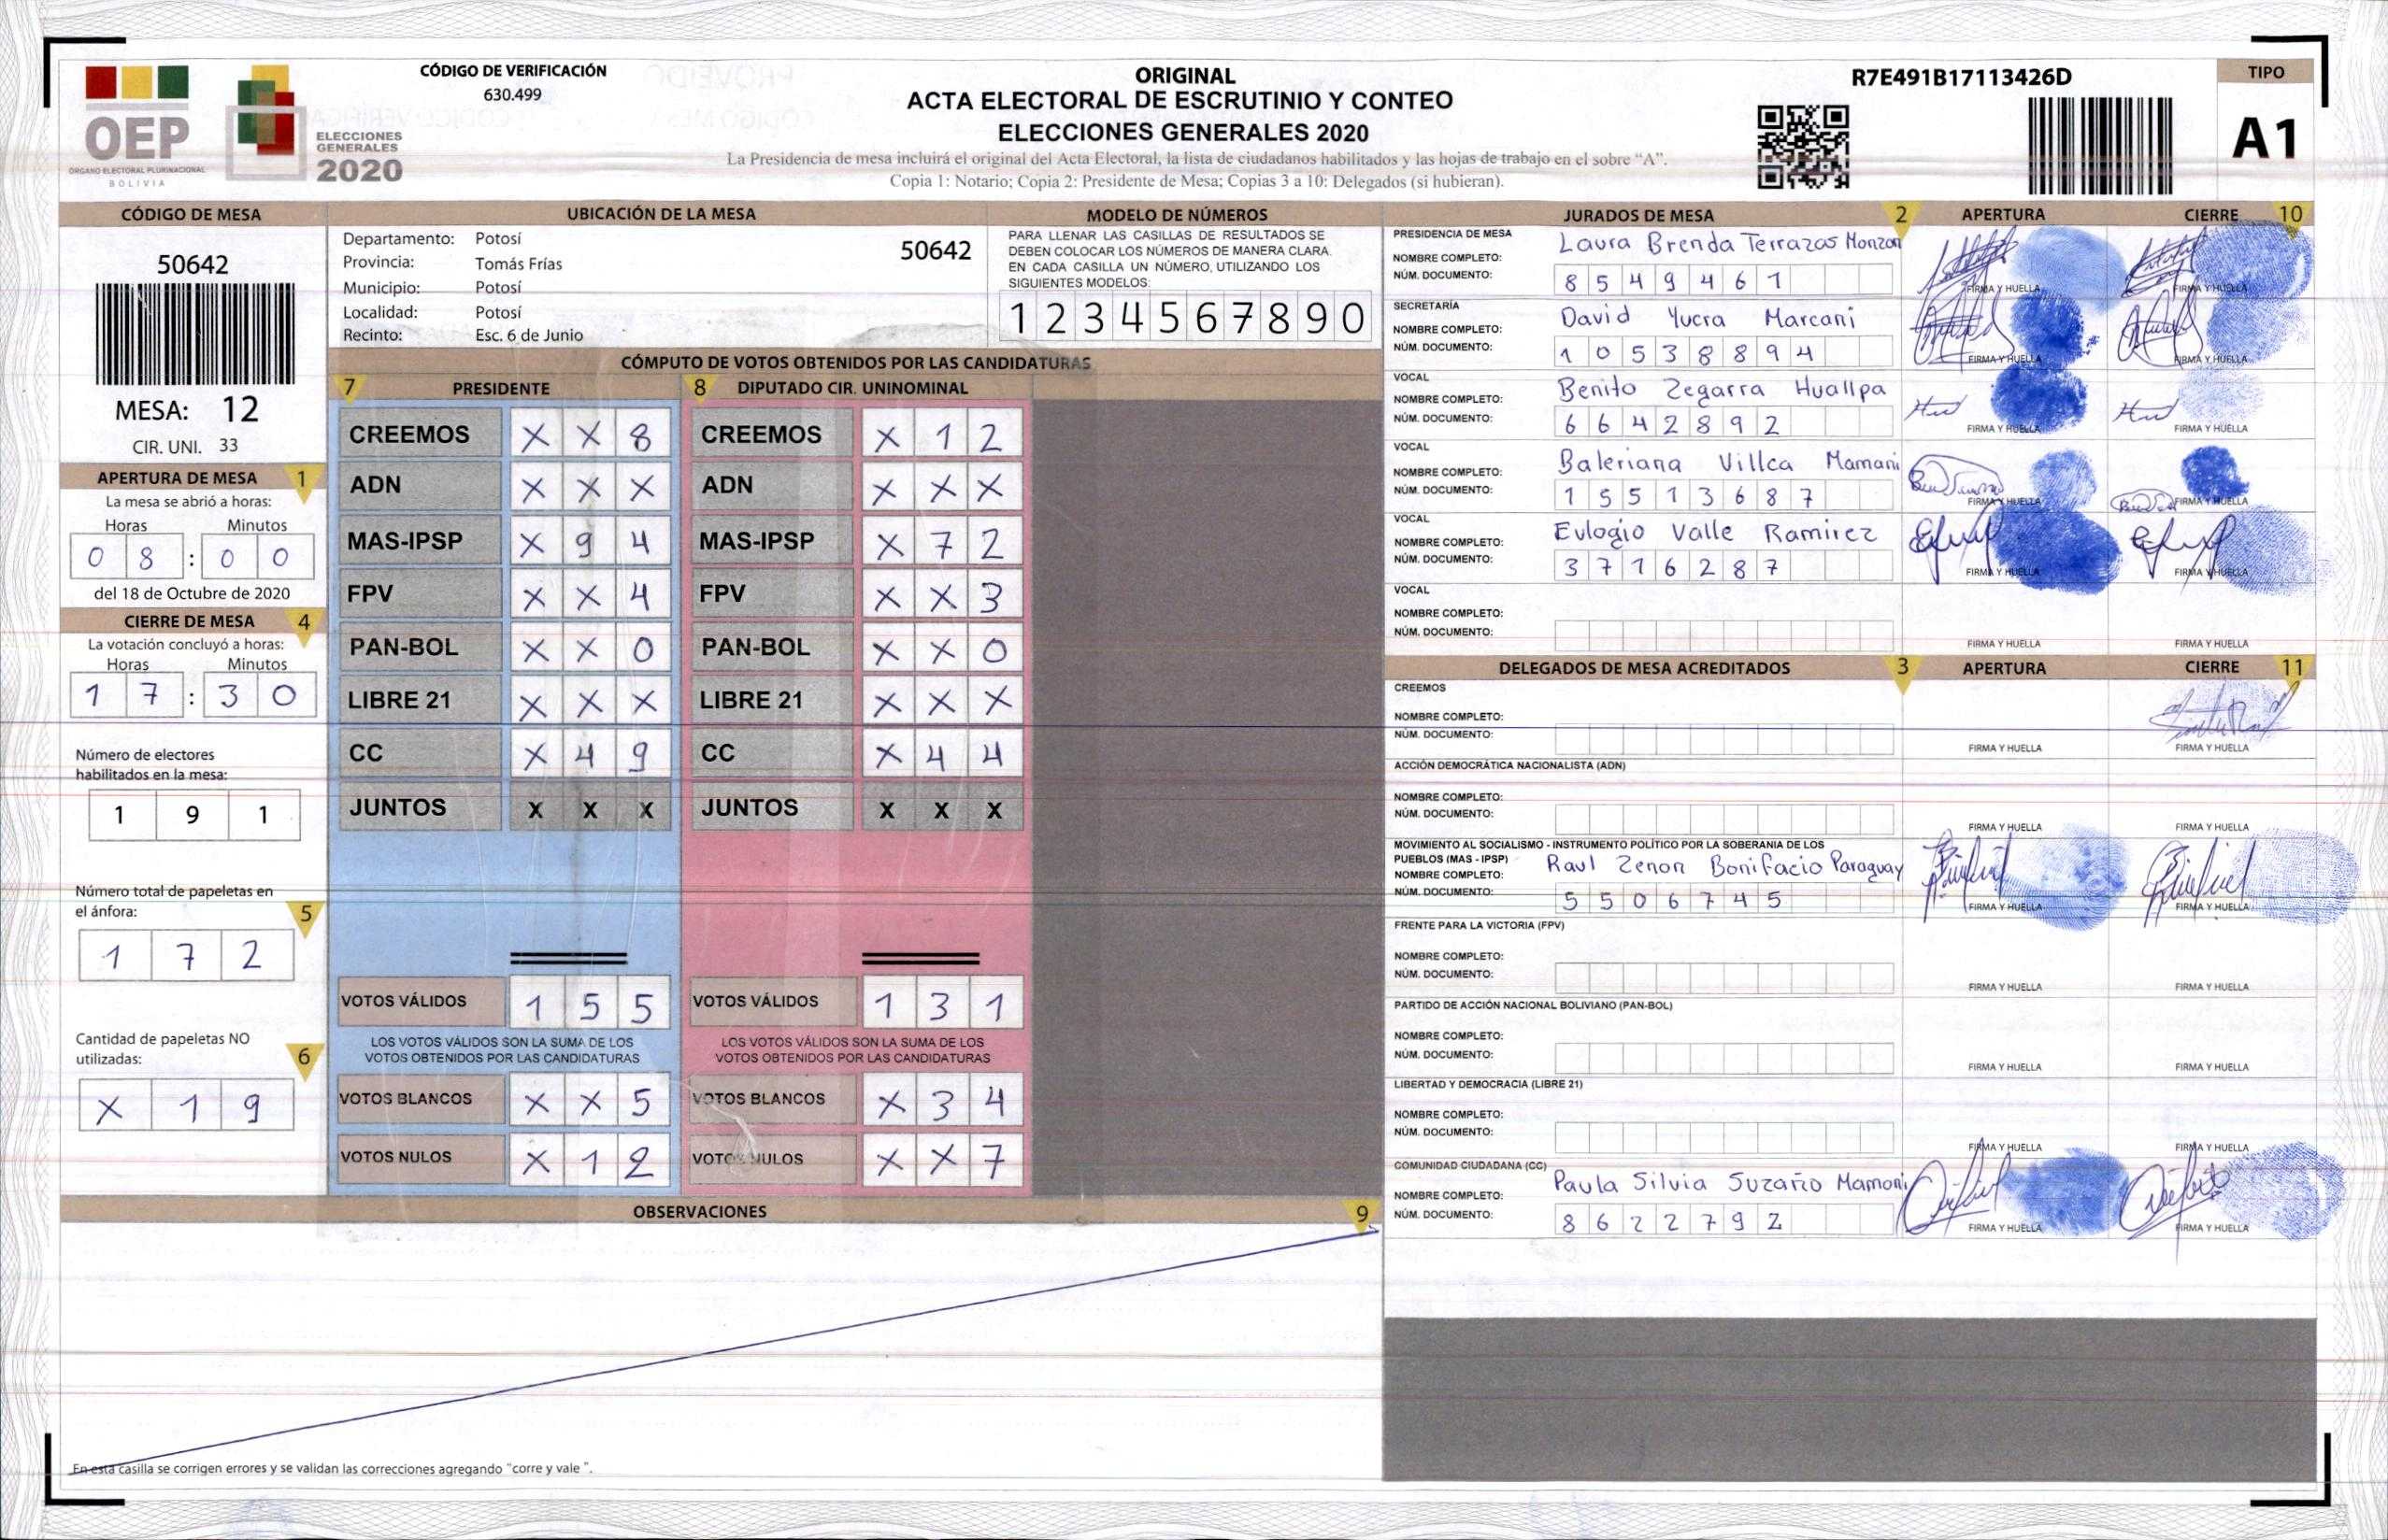 CÓDIGO DE VERIFICACIÓN
630.499
OEP
ÓRGANO ELECTORAL PLURINACIONAL
BOLIVIA
ELECCIONES
GENERALES
2020
ORIGINAL
ACTA ELECTORAL DE ESCRUTINIO Y CONTEO
ELECCIONES GENERALES 2020
La Presidencia de mesa incluirá el original del Acta Electoral, la lista de ciudadanos habilitados y las hojas de trabajo en el sobre “A”.
Copia 1: Notario; Copia 2: Presidente de Mesa; Copias 3 a 10: Delegados (si hubieran).
R7E491B17113426D
TIPO
A1
CÓDIGO DE MESA
50642
MESA: 12
CIR. UNI. 33
APERTURA DE MESA 1
La mesa se abrió a horas:
Horas Minutos
0 8 : 0 0
del 18 de Octubre de 2020
CIERRE DE MESA 4
La votación concluyó a horas:
Horas Minutos
1 7 : 3 0
Número de electores
habilitados en la mesa:
1 9 1
Número total de papeletas en
el ánfora: 5
1 7 2
Cantidad de papeletas NO
utilizadas: 6
X 1 9
UBICACIÓN DE LA MESA
Departamento: Potosí 50642
Provincia: Tomás Frías
Municipio: Potosí
Localidad: Potosí
Recinto: Esc. 6 de Junio
MODELO DE NÚMEROS
PARA LLENAR LAS CASILLAS DE RESULTADOS SE
DEBEN COLOCAR LOS NÚMEROS DE MANERA CLARA.
EN CADA CASILLA UN NÚMERO, UTILIZANDO LOS
SIGUIENTES MODELOS:
1 2 3 4 5 6 7 8 9 0
CÓMPUTO DE VOTOS OBTENIDOS POR LAS CANDIDATURAS
7 PRESIDENTE 8 DIPUTADO CIR. UNINOMINAL
CREEMOS X X 8 CREEMOS X 1 2
ADN X X X ADN X X X
MAS-IPSP X 9 4 MAS-IPSP X 7 2
FPV X X 4 FPV X X 3
PAN-BOL X X 0 PAN-BOL X X 0
LIBRE 21 X X X LIBRE 21 X X X
CC X 4 9 CC X 4 4
JUNTOS X X X JUNTOS X X X
VOTOS VÁLIDOS 1 5 5 VOTOS VÁLIDOS 1 3 1
LOS VOTOS VÁLIDOS SON LA SUMA DE LOS LOS VOTOS VÁLIDOS SON LA SUMA DE LOS
VOTOS OBTENIDOS POR LAS CANDIDATURAS VOTOS OBTENIDOS POR LAS CANDIDATURAS
VOTOS BLANCOS X X 5 VOTOS BLANCOS X 3 4
VOTOS NULOS X 1 2 VOTOS NULOS X X 7
OBSERVACIONES 9
En esta casilla se corrigen errores y se validan las correcciones agregando "corre y vale ".
JURADOS DE MESA 2 APERTURA CIERRE 10
PRESIDENCIA DE MESA
NOMBRE COMPLETO: Laura Brenda Terrazas Monzon
NÚM. DOCUMENTO: 8 5 4 9 4 6 1
FIRMA Y HUELLA FIRMA Y HUELLA
SECRETARÍA
NOMBRE COMPLETO: David Yucra Marcani
NÚM. DOCUMENTO: 1 0 5 3 8 8 9 4
FIRMA Y HUELLA FIRMA Y HUELLA
VOCAL
NOMBRE COMPLETO: Benito Zegarra Huallpa
NÚM. DOCUMENTO: 6 6 4 2 8 9 2
FIRMA Y HUELLA FIRMA Y HUELLA
VOCAL
NOMBRE COMPLETO: Baleriana Villca Mamani
NÚM. DOCUMENTO: 1 5 5 1 3 6 8 7
FIRMA Y HUELLA FIRMA Y HUELLA
VOCAL
NOMBRE COMPLETO: Eulogio Valle Ramirez
NÚM. DOCUMENTO: 3 7 1 6 2 8 7
FIRMA Y HUELLA FIRMA Y HUELLA
VOCAL
NOMBRE COMPLETO:
NÚM. DOCUMENTO:
FIRMA Y HUELLA FIRMA Y HUELLA
DELEGADOS DE MESA ACREDITADOS 3 APERTURA CIERRE 11
CREEMOS
NOMBRE COMPLETO:
NÚM. DOCUMENTO:
FIRMA Y HUELLA FIRMA Y HUELLA
ACCIÓN DEMOCRÁTICA NACIONALISTA (ADN)
NOMBRE COMPLETO:
NÚM. DOCUMENTO:
FIRMA Y HUELLA FIRMA Y HUELLA
MOVIMIENTO AL SOCIALISMO - INSTRUMENTO POLÍTICO POR LA SOBERANIA DE LOS
PUEBLOS (MAS - IPSP)
NOMBRE COMPLETO: Raul Zenon Bonifacio Paraguay
NÚM. DOCUMENTO: 5 5 0 6 7 4 5
FIRMA Y HUELLA FIRMA Y HUELLA
FRENTE PARA LA VICTORIA (FPV)
NOMBRE COMPLETO:
NÚM. DOCUMENTO:
FIRMA Y HUELLA FIRMA Y HUELLA
PARTIDO DE ACCIÓN NACIONAL BOLIVIANO (PAN-BOL)
NOMBRE COMPLETO:
NÚM. DOCUMENTO:
FIRMA Y HUELLA FIRMA Y HUELLA
LIBERTAD Y DEMOCRACIA (LIBRE 21)
NOMBRE COMPLETO:
NÚM. DOCUMENTO:
FIRMA Y HUELLA FIRMA Y HUELLA
COMUNIDAD CIUDADANA (CC)
NOMBRE COMPLETO: Paula Silvia Suzaño Mamani
NÚM. DOCUMENTO: 8 6 2 2 7 9 2
FIRMA Y HUELLA FIRMA Y HUELLA